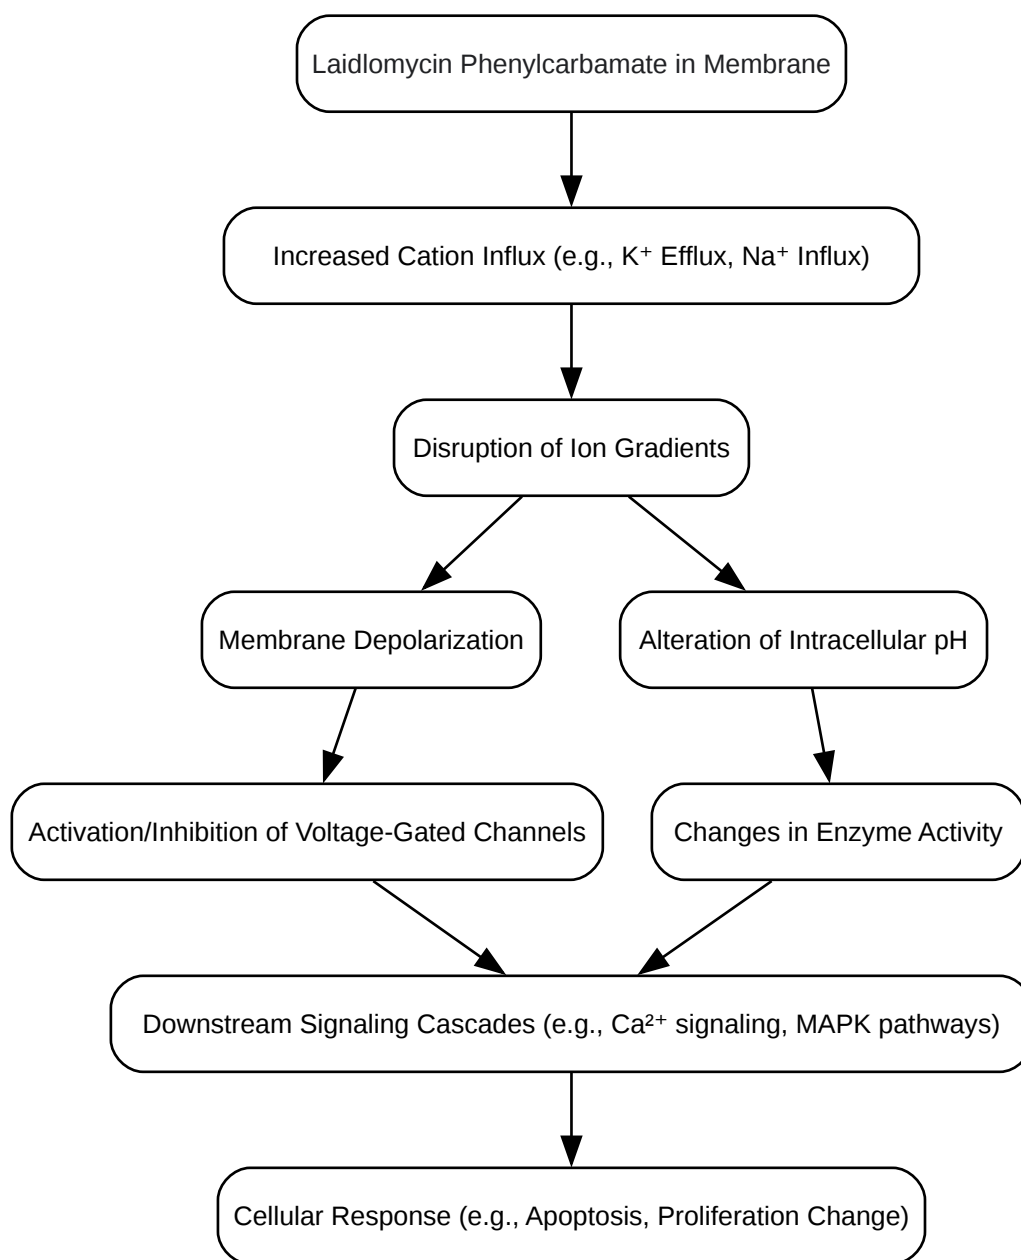 Laidlomycin Phenylcarbamate in Membrane
Increased Cation Influx (e.g., K⁺ Efflux, Na⁺ Influx)
Disruption of Ion Gradients
Membrane Depolarization
Alteration of Intracellular pH
Activation/Inhibition of Voltage-Gated Channels
Changes in Enzyme Activity
Downstream Signaling Cascades (e.g., Ca²⁺ signaling, MAPK pathways)
Cellular Response (e.g., Apoptosis, Proliferation Change)